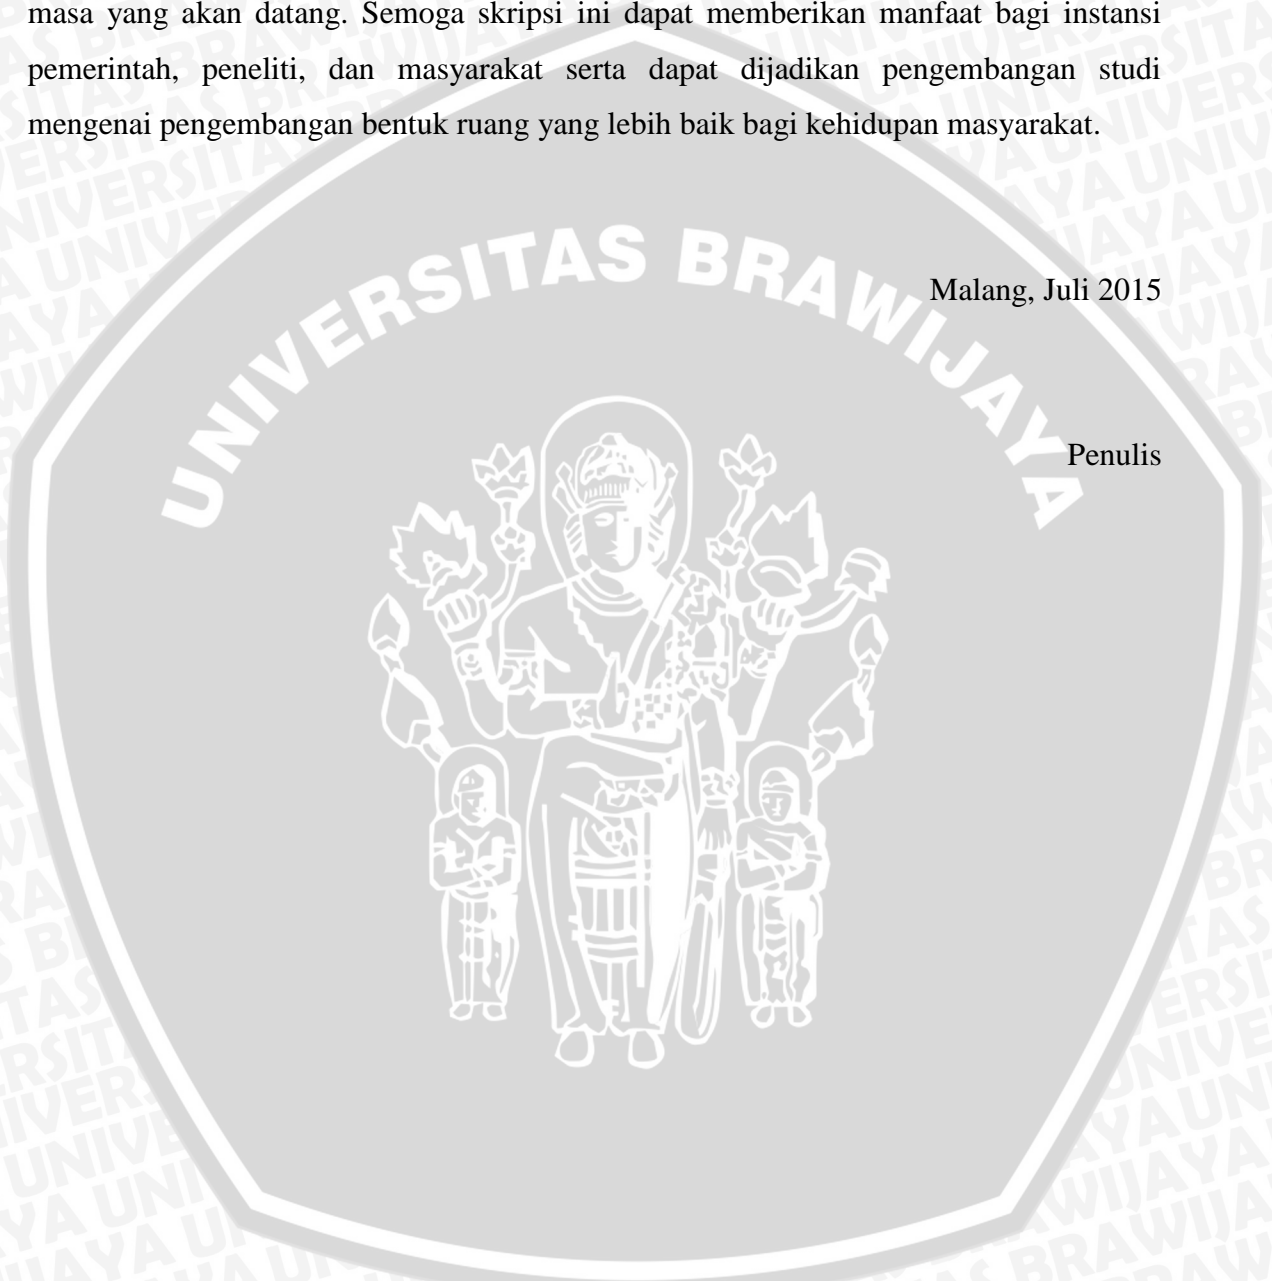 masa yang akan datang. Semoga skripsi ini dapat memberikan manfaat bagi instansi
pemerintah, peneliti, dan masyarakat serta dapat dijadikan pengembangan studi
mengenai pengembangan bentuk ruang yang lebih baik bagi kehidupan masyarakat.
UNIVERSITAS BRAWIJAYA
Malang, Juli 2015
Penulis